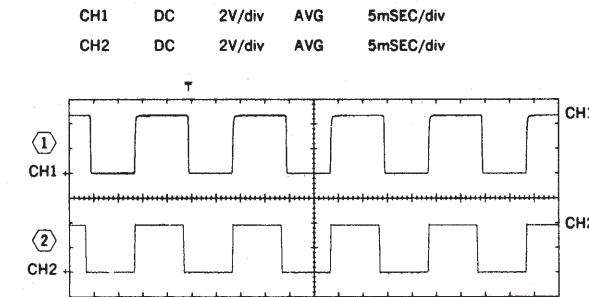 CH1 DC 2V/div AVG 5mSEC/div
CH2 DC 2V/div AVG 5mSEC/div
T
CH1
1
CH1
CH2
2
CH2